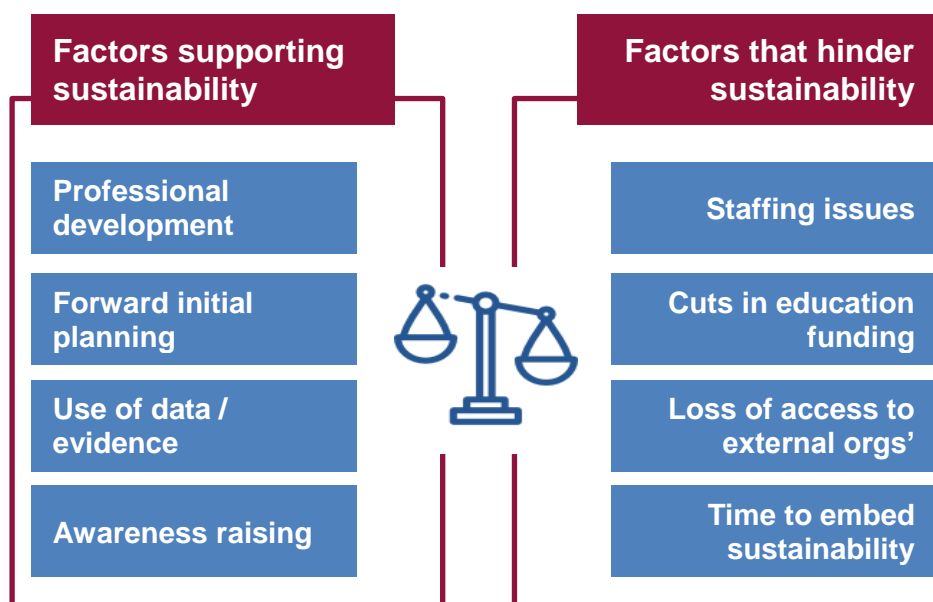 Factors supporting
sustainability
Professional
development
Forward initial
planning
Use of data /
evidence
Awareness raising
Factors that hinder
sustainability
Staffing issues
Cuts in education
funding
Loss of access to
external orgs’
Time to embed
sustainability